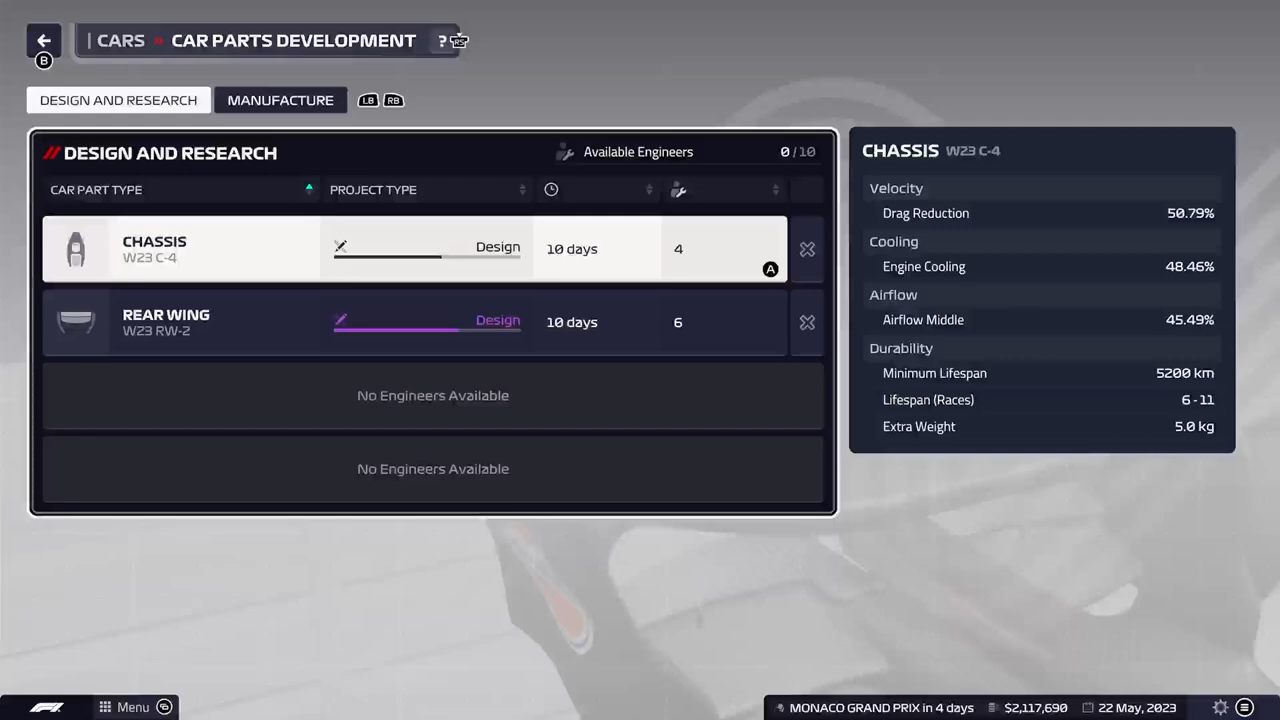 CARS » CAR PARTS DEVELOPMENT ? RS
B
DESIGN AND RESEARCH MANUFACTURE LB RB
DESIGN AND RESEARCH Available Engineers 0/10
CAR PART TYPE PROJECT TYPE
CHASSIS
W23 C-4
Design 10 days 4
A
REAR WING
W23 RW-2
Design 10 days 6
No Engineers Available
No Engineers Available
CHASSIS W23 C-4
Velocity
Drag Reduction 50.79%
Cooling
Engine Cooling 48.46%
Airflow
Airflow Middle 45.49%
Durability
Minimum Lifespan 5200 km
Lifespan (Races) 6 - 11
Extra Weight 5.0 kg
F1 Menu MONACO GRAND PRIX in 4 days $2,117,690 22 May, 2023